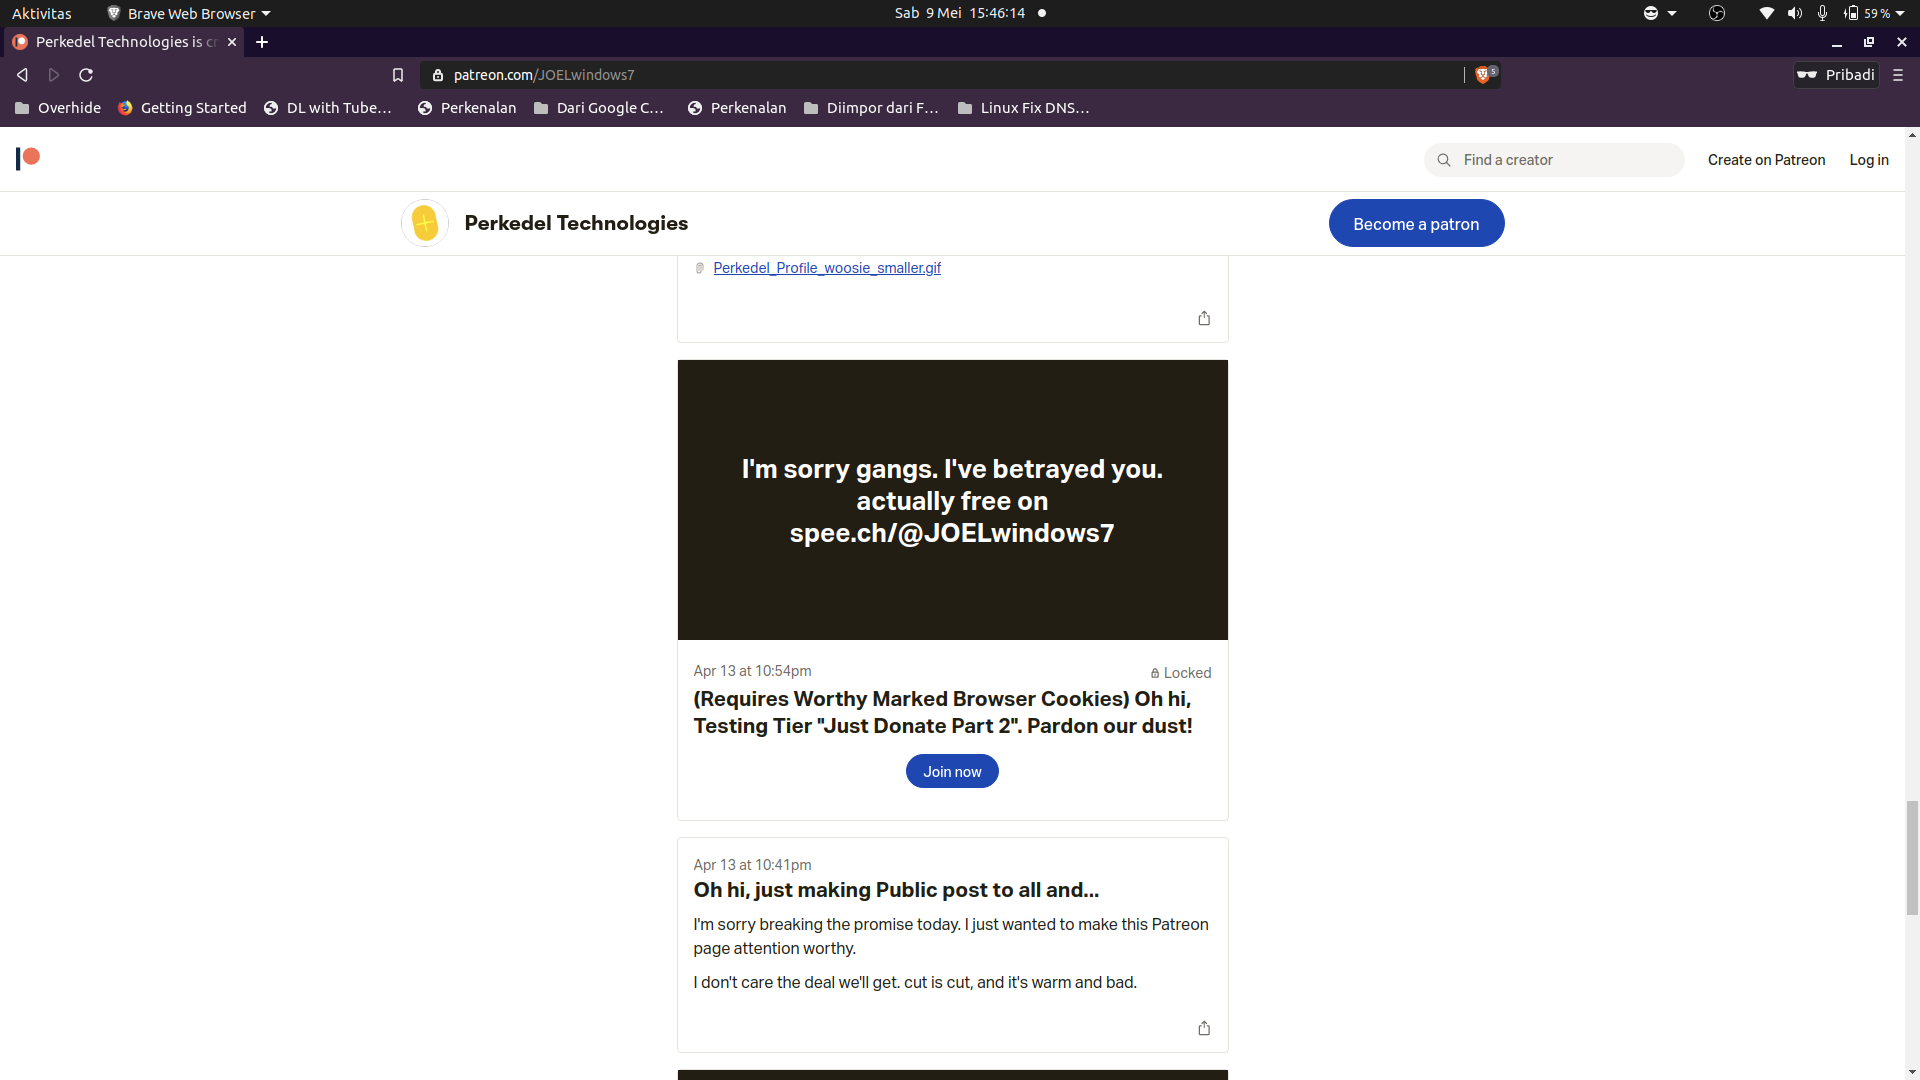 Aktivitas
Brave Web Browser
Sab 9 Mei 15:46:14
59 %
Perkedel Technologies is cr
patreon.com/JOELwindows7
5
Pribadi
Overhide
Getting Started
DL with Tube…
Perkenalan
Dari Google C…
Perkenalan
Diimpor dari F…
Linux Fix DNS…
Find a creator
Create on Patreon
Log in
Perkedel Technologies
Become a patron
Perkedel_Profile_woosie_smaller.gif
I'm sorry gangs. I've betrayed you.
actually free on
spee.ch/@JOELwindows7
Apr 13 at 10:54pm
Locked
(Requires Worthy Marked Browser Cookies) Oh hi,
Testing Tier "Just Donate Part 2". Pardon our dust!
Join now
Apr 13 at 10:41pm
Oh hi, just making Public post to all and...
I'm sorry breaking the promise today. I just wanted to make this Patreon
page attention worthy.
I don't care the deal we'll get. cut is cut, and it's warm and bad.